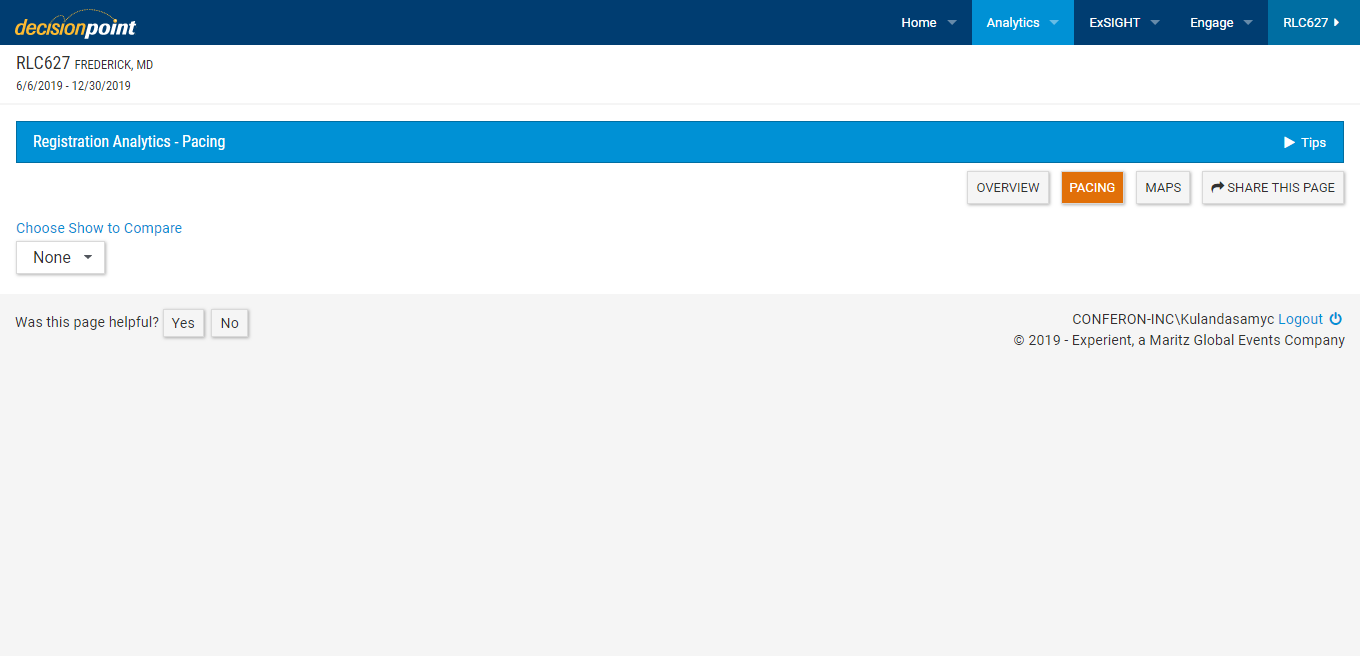 decisionpoint
Home Analytics ExSIGHT Engage RLC627
RLC627 FREDERICK, MD
6/6/2019 - 12/30/2019
Registration Analytics - Pacing Tips
OVERVIEW PACING MAPS SHARE THIS PAGE
Choose Show to Compare
None
Was this page helpful? Yes No
CONFERON-INC\Kulandasamyc Logout
© 2019 - Experient, a Maritz Global Events Company